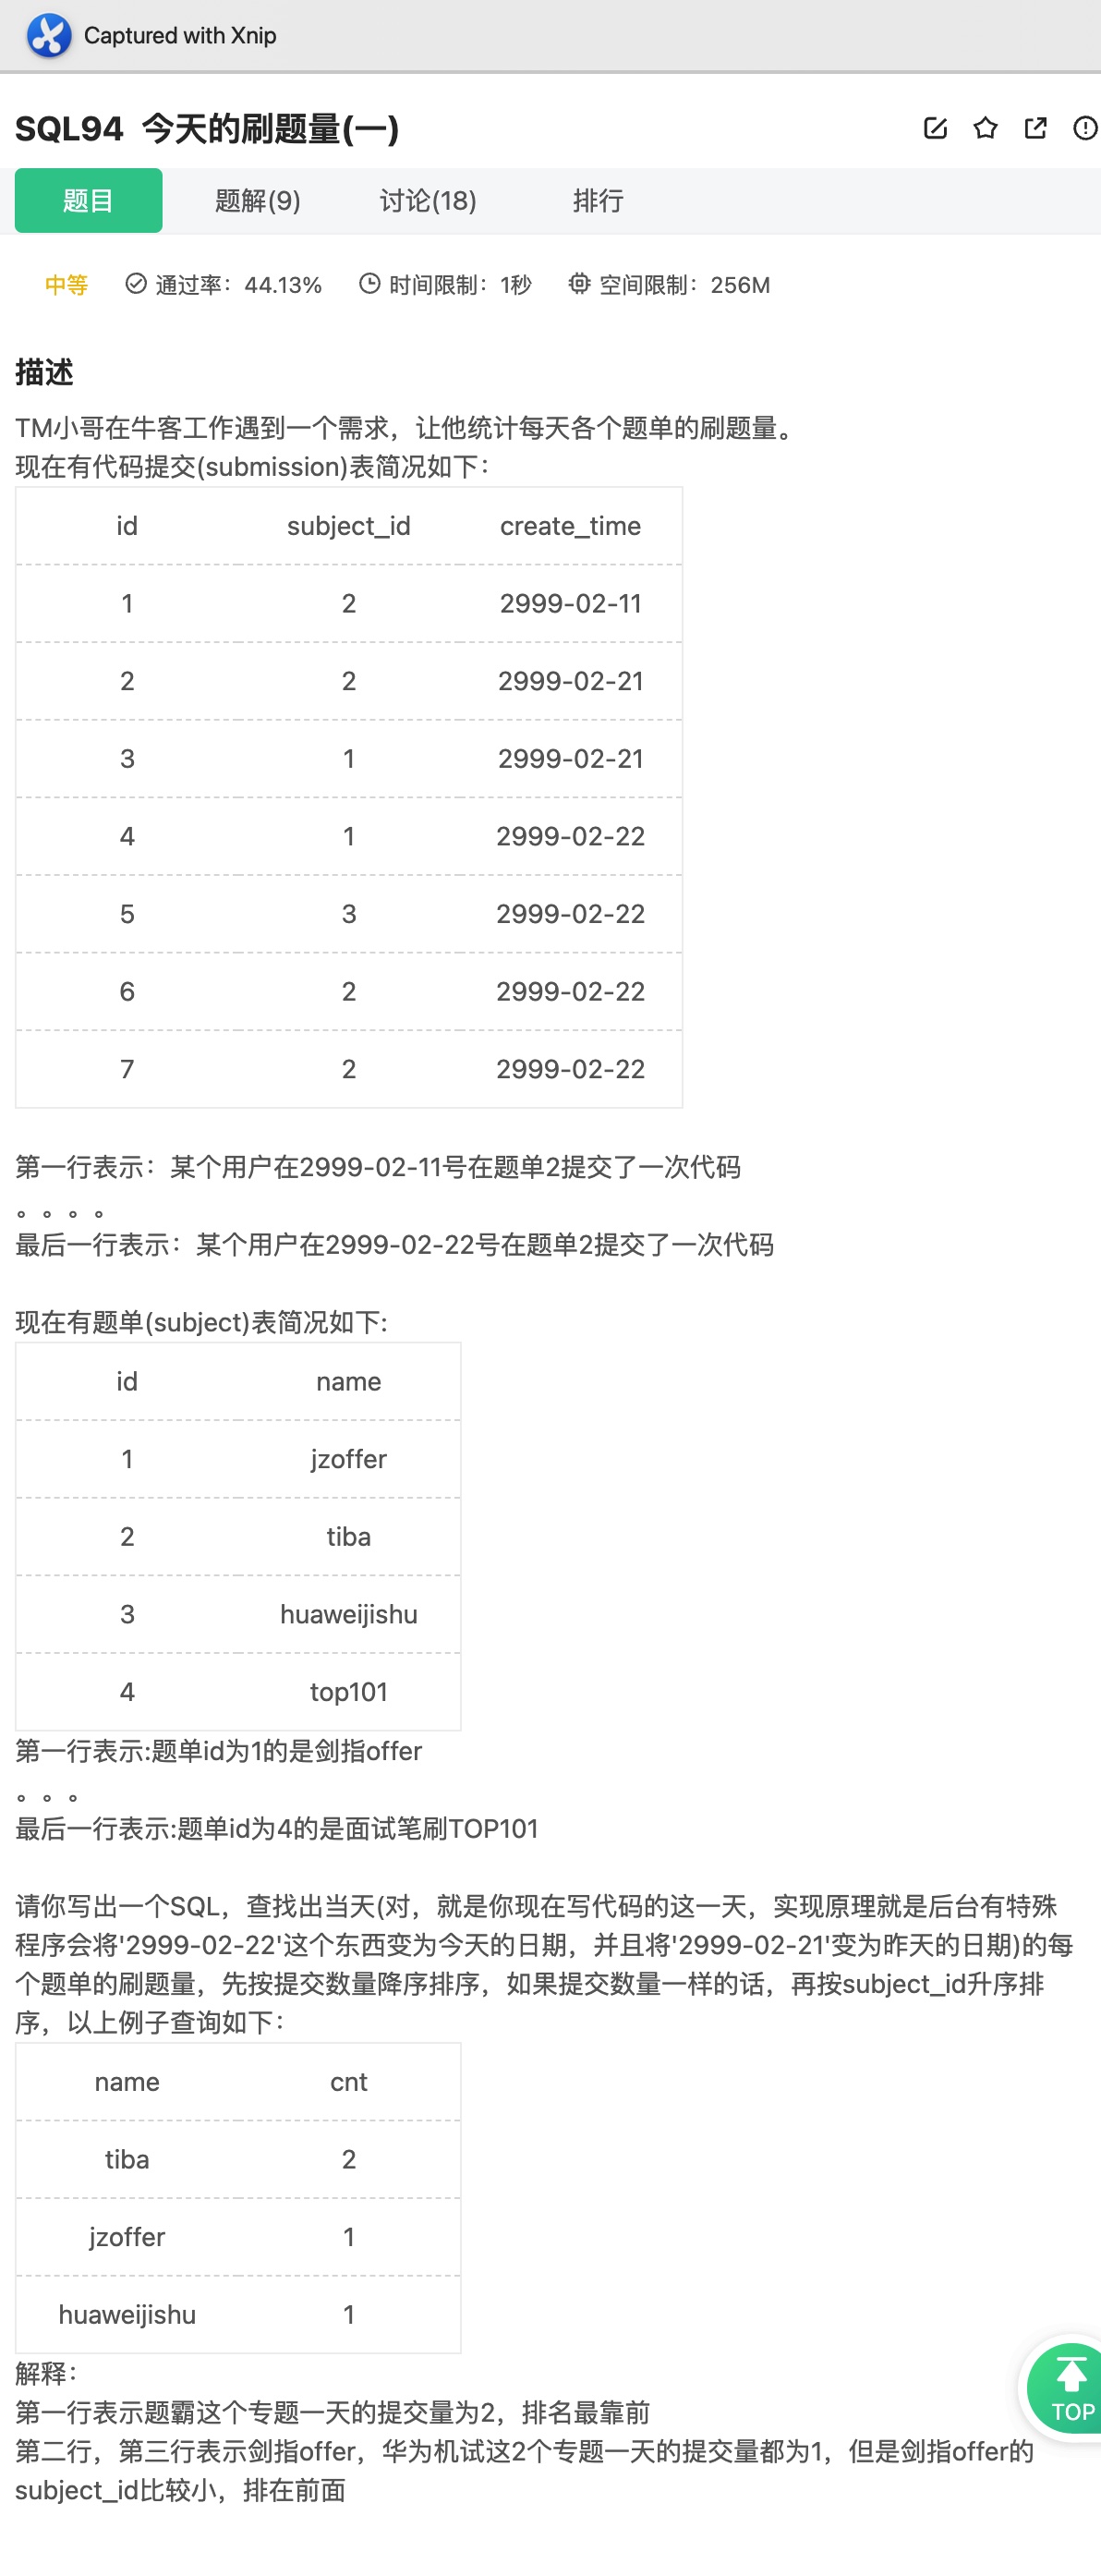 Captured with Xnip
SQL94 今天的刷题量(一)
题目 题解(9) 讨论(18) 排行
中等 通过率：44.13% 时间限制：1秒 空间限制：256M
描述
TM小哥在牛客工作遇到一个需求，让他统计每天各个题单的刷题量。
现在有代码提交(submission)表简况如下：
id subject_id create_time
1 2 2999-02-11
2 2 2999-02-21
3 1 2999-02-21
4 1 2999-02-22
5 3 2999-02-22
6 2 2999-02-22
7 2 2999-02-22
第一行表示：某个用户在2999-02-11号在题单2提交了一次代码
。。。。
最后一行表示：某个用户在2999-02-22号在题单2提交了一次代码
现在有题单(subject)表简况如下:
id name
1 jzoffer
2 tiba
3 huaweijishu
4 top101
第一行表示:题单id为1的是剑指offer
。。。
最后一行表示:题单id为4的是面试笔刷TOP101
请你写出一个SQL，查找出当天(对，就是你现在写代码的这一天，实现原理就是后台有特殊
程序会将'2999-02-22'这个东西变为今天的日期，并且将'2999-02-21'变为昨天的日期)的每
个题单的刷题量，先按提交数量降序排序，如果提交数量一样的话，再按subject_id升序排
序，以上例子查询如下：
name cnt
tiba 2
jzoffer 1
huaweijishu 1
解释：
第一行表示题霸这个专题一天的提交量为2，排名最靠前
第二行，第三行表示剑指offer，华为机试这2个专题一天的提交量都为1，但是剑指offer的
subject_id比较小，排在前面
TOP